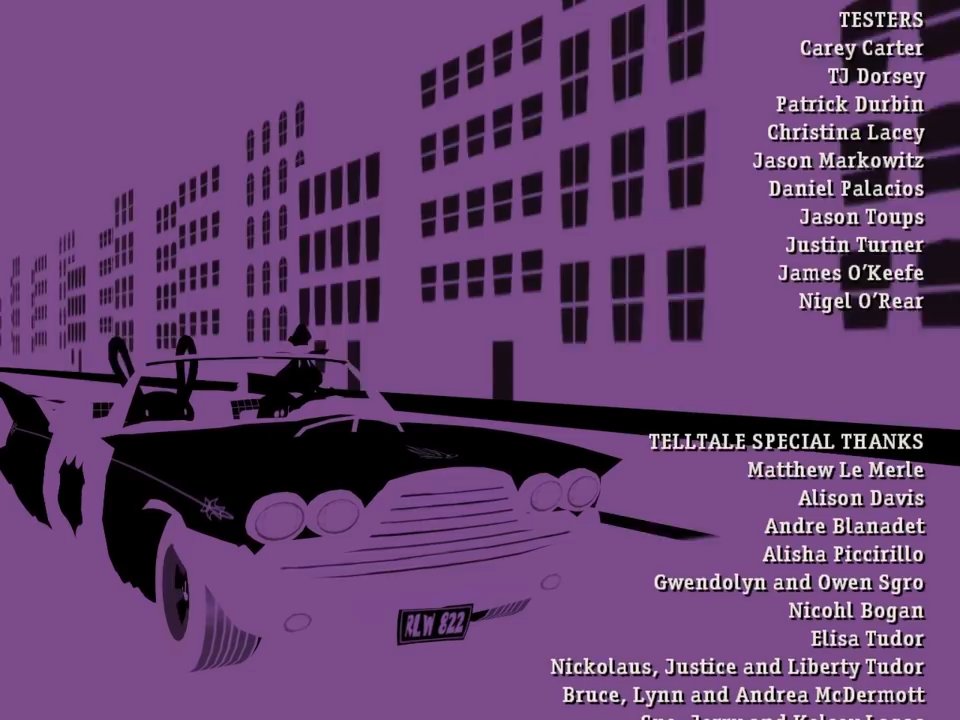 TESTERS
Carey Carter
TJ Dorsey
Patrick Durbin
Christina Lacey
Jason Markowitz
Daniel Palacios
Jason Toups
Justin Turner
James O'Keefe
Nigel O'Rear
TELLTALE SPECIAL THANKS
Matthew Le Merle
Alison Davis
Andre Blanadet
Alisha Piccirillo
Gwendolyn and Owen Sgro
Nicohl Bogan
Elisa Tudor
Nickolaus, Justice and Liberty Tudor
Bruce, Lynn and Andrea McDermott
RLW 822